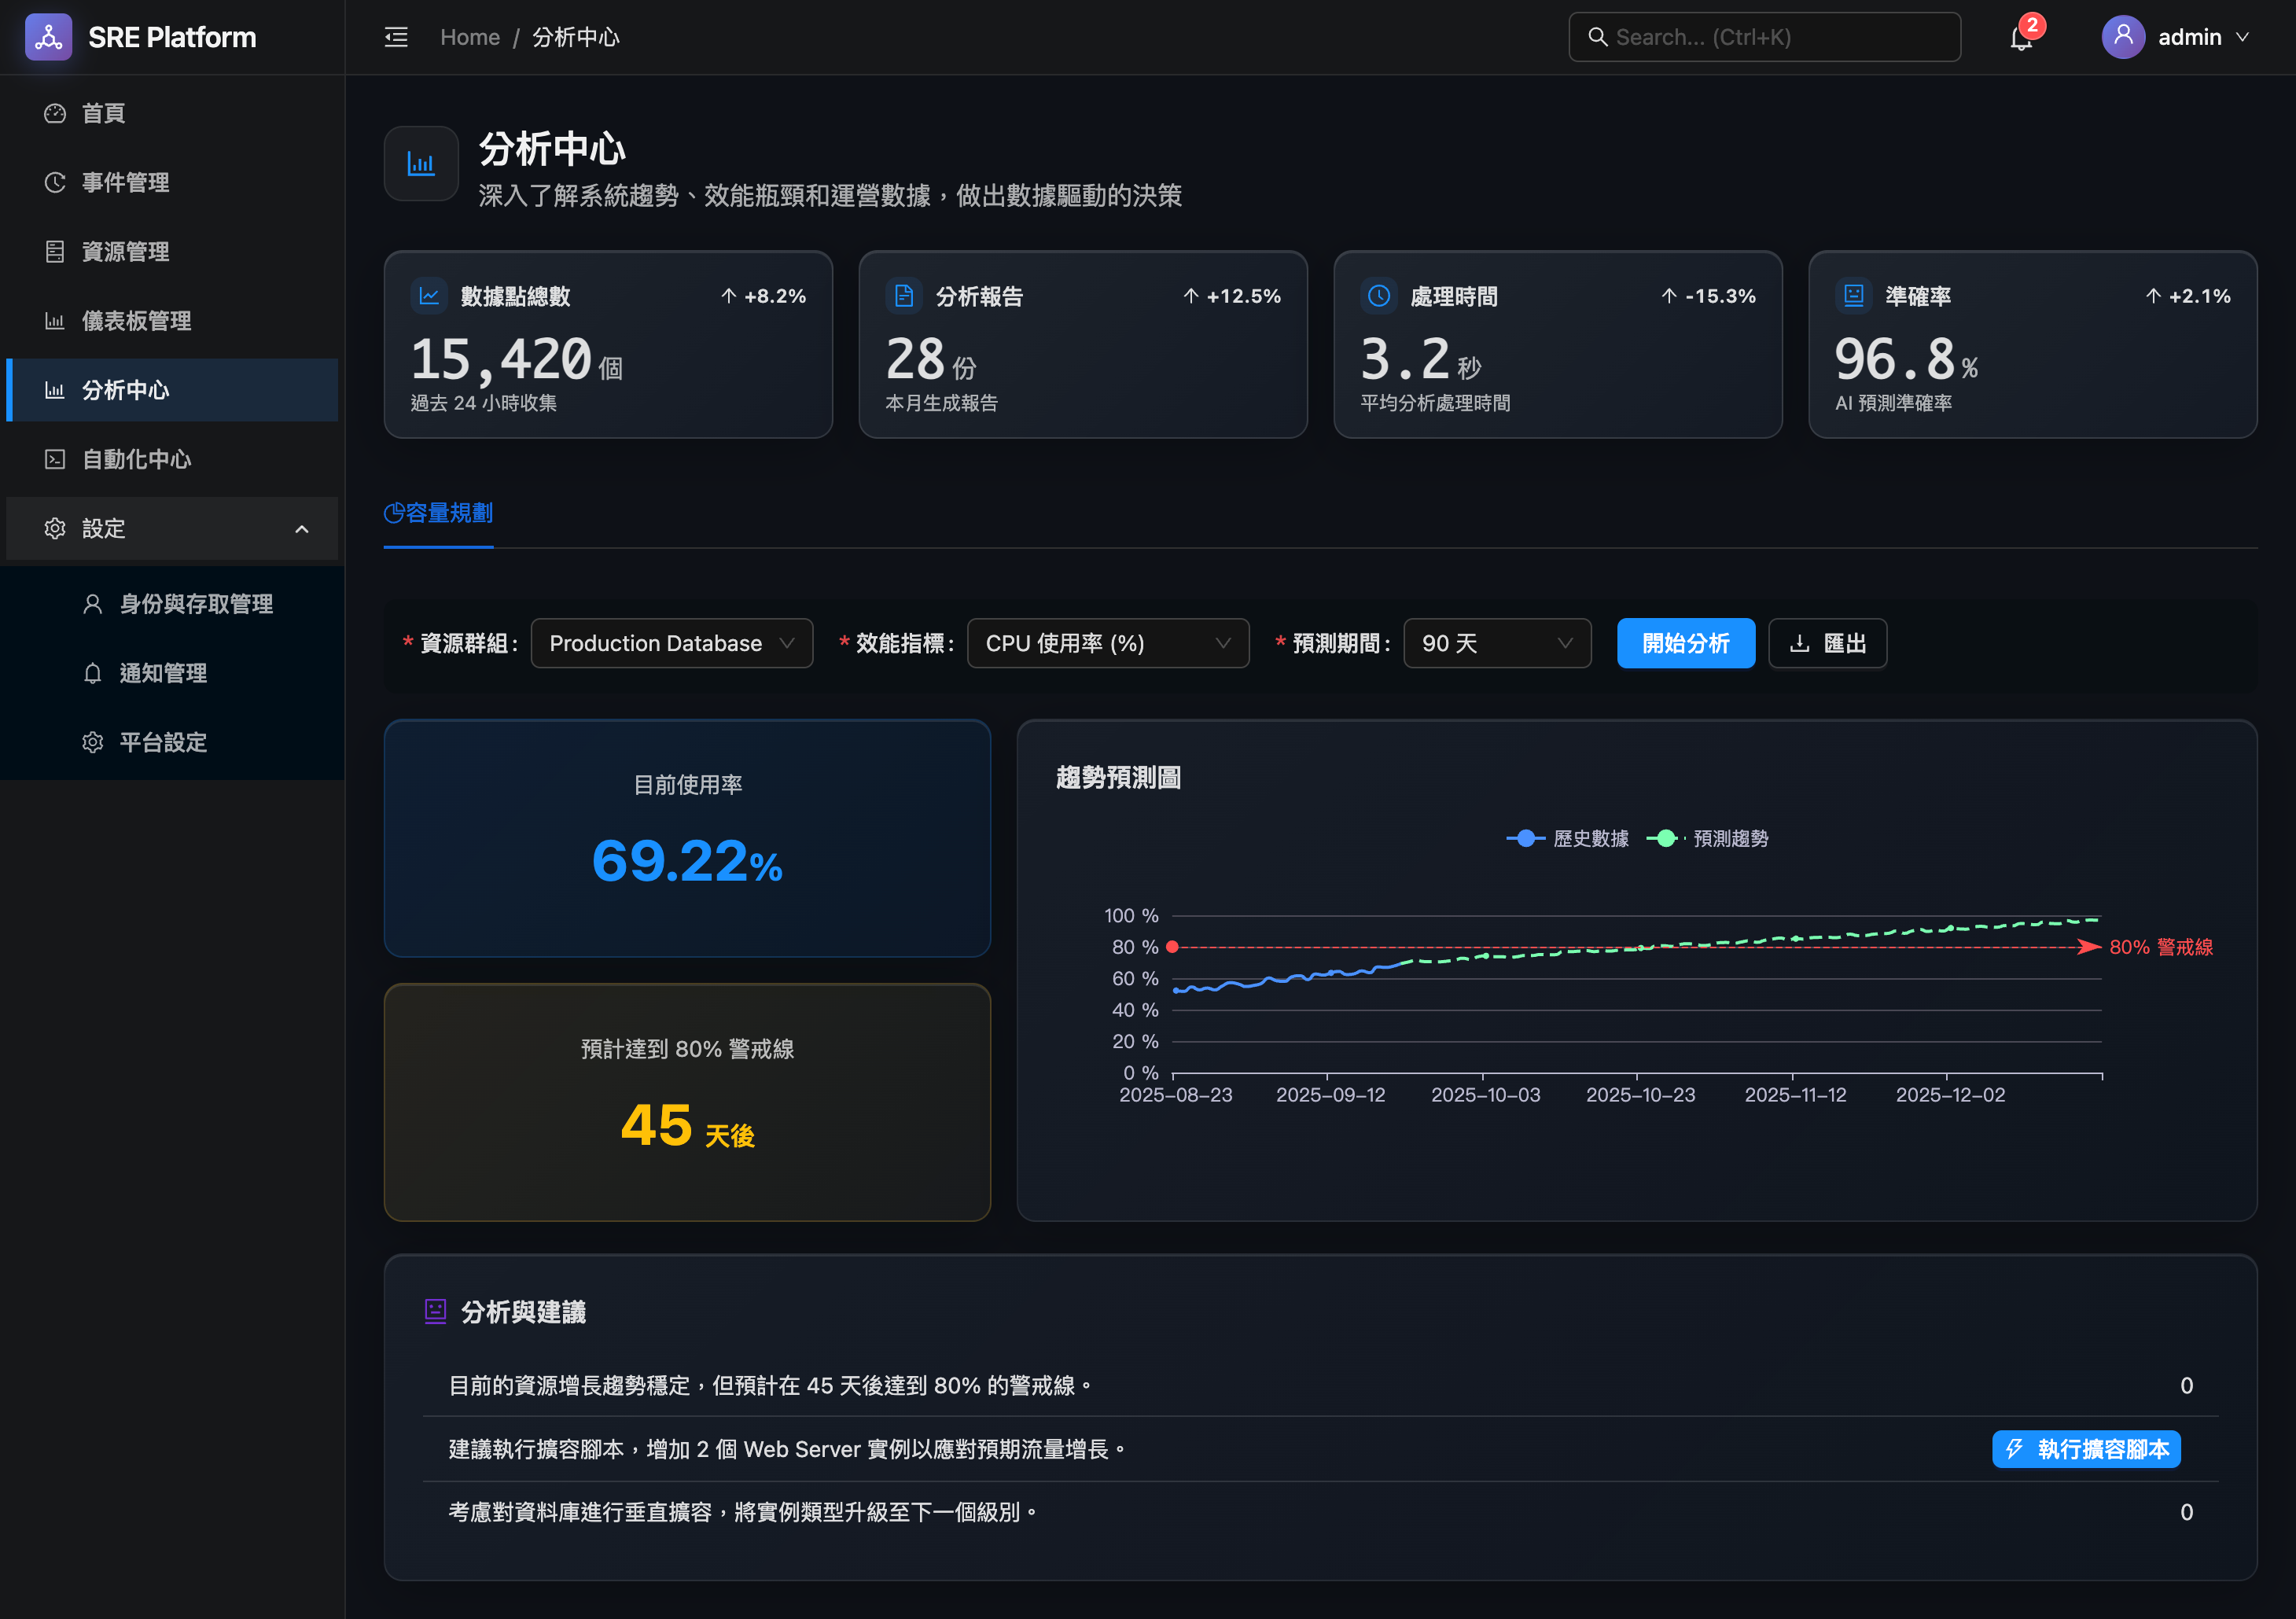 SRE Platform
Home / 分析中心
Search... (Ctrl+K)
2
admin
首頁
事件管理
資源管理
儀表板管理
分析中心
自動化中心
設定
身份與存取管理
通知管理
平台設定
分析中心
深入了解系統趨勢、效能瓶頸和運營數據，做出數據驅動的決策
數據點總數 +8.2%
15,420 個
過去 24 小時收集
分析報告 +12.5%
28 份
本月生成報告
處理時間 -15.3%
3.2 秒
平均分析處理時間
準確率 +2.1%
96.8 %
AI 預測準確率
容量規劃
* 資源群組: Production Database * 效能指標: CPU 使用率 (%) * 預測期間: 90 天 開始分析 匯出
目前使用率
69.22%
預計達到 80% 警戒線
45 天後
趨勢預測圖
歷史數據 預測趨勢
100 %
80 %
60 %
40 %
20 %
0 %
80% 警戒線
2025-08-23 2025-09-12 2025-10-03 2025-10-23 2025-11-12 2025-12-02
分析與建議
目前的資源增長趨勢穩定，但預計在 45 天後達到 80% 的警戒線。 0
建議執行擴容腳本，增加 2 個 Web Server 實例以應對預期流量增長。 執行擴容腳本
考慮對資料庫進行垂直擴容，將實例類型升級至下一個級別。 0